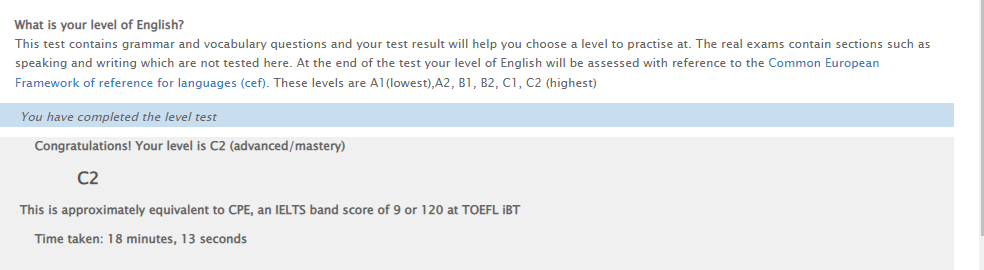 What is your level of English?
This test contains grammar and vocabulary questions and your test result will help you choose a level to practise at. The real exams contain sections such as
speaking and writing which are not tested here. At the end of the test your level of English will be assessed with reference to the Common European
Framework of reference for languages (cef). These levels are A1(lowest),A2, B1, B2, C1, C2 (highest)
You have completed the level test
Congratulations! Your level is C2 (advanced/mastery)
C2
This is approximately equivalent to CPE, an IELTS band score of 9 or 120 at TOEFL iBT
Time taken: 18 minutes, 13 seconds